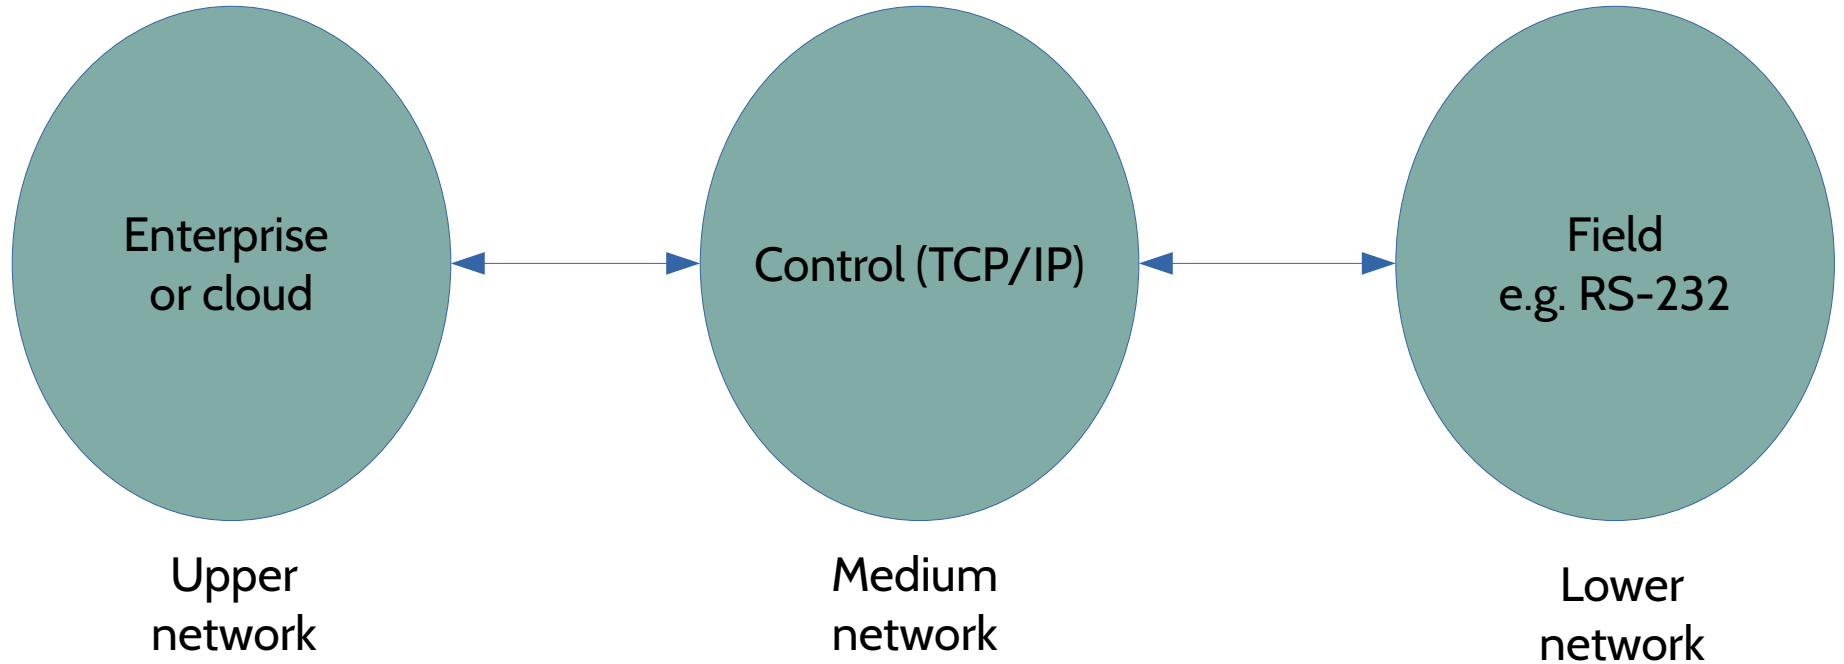 Enterprise
or cloud
Control (TCP/IP)
Field
e.g. RS-232
Upper
network
Medium
network
Lower
network